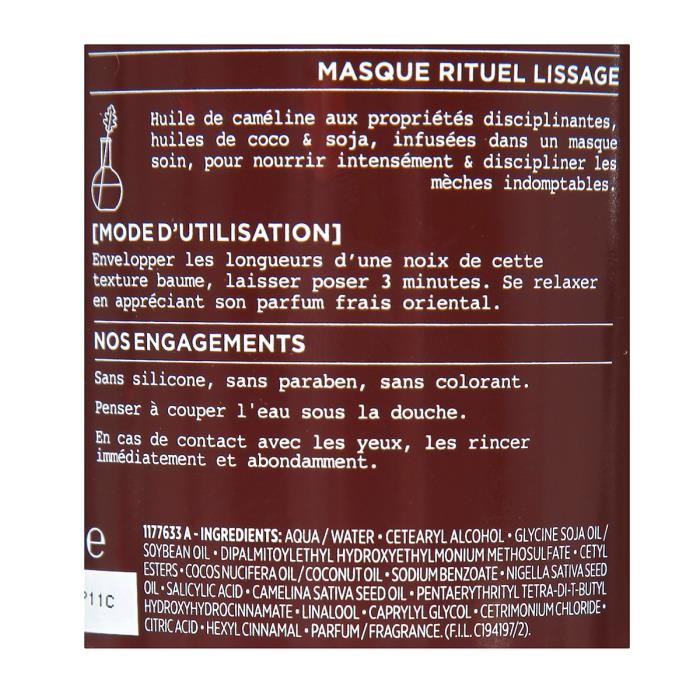 MASQUE RITUEL LISSAGE
Huile de caméline aux propriétés disciplinantes,
huiles de coco & soja, infusées dans un masque
soin, pour nourrir intensément & discipliner les
mèches indomptables.
[MODE D'UTILISATION]
Envelopper les longueurs d'une noix de cette
texture baume, laisser poser 3 minutes. Se relaxer
en appréciant son parfum frais oriental.
NOS ENGAGEMENTS
Sans silicone, sans paraben, sans colorant.
Penser à couper l'eau sous la douche.
En cas de contact avec les yeux, les rincer
immédiatement et abondamment.
e
11C
1177633 A - INGREDIENTS: AQUA / WATER • CETEARYL ALCOHOL • GLYCINE SOJA OIL /
SOYBEAN OIL • DIPALMITOYLETHYL HYDROXYETHYLMONIUM METHOSULFATE • CETYL
ESTERS • COCOS NUCIFERA OIL / COCONUT OIL • SODIUM BENZOATE • NIGELLA SATIVA SEED
OIL • SALICYLIC ACID • CAMELINA SATIVA SEED OIL • PENTAERYTHRITYL TETRA-DI-T-BUTYL
HYDROXYHYDROCINNAMATE • LINALOOL • CAPRYLYL GLYCOL • CETRIMONIUM CHLORIDE •
CITRIC ACID • HEXYL CINNAMAL • PARFUM / FRAGRANCE. (F.I.L. C194197/2).